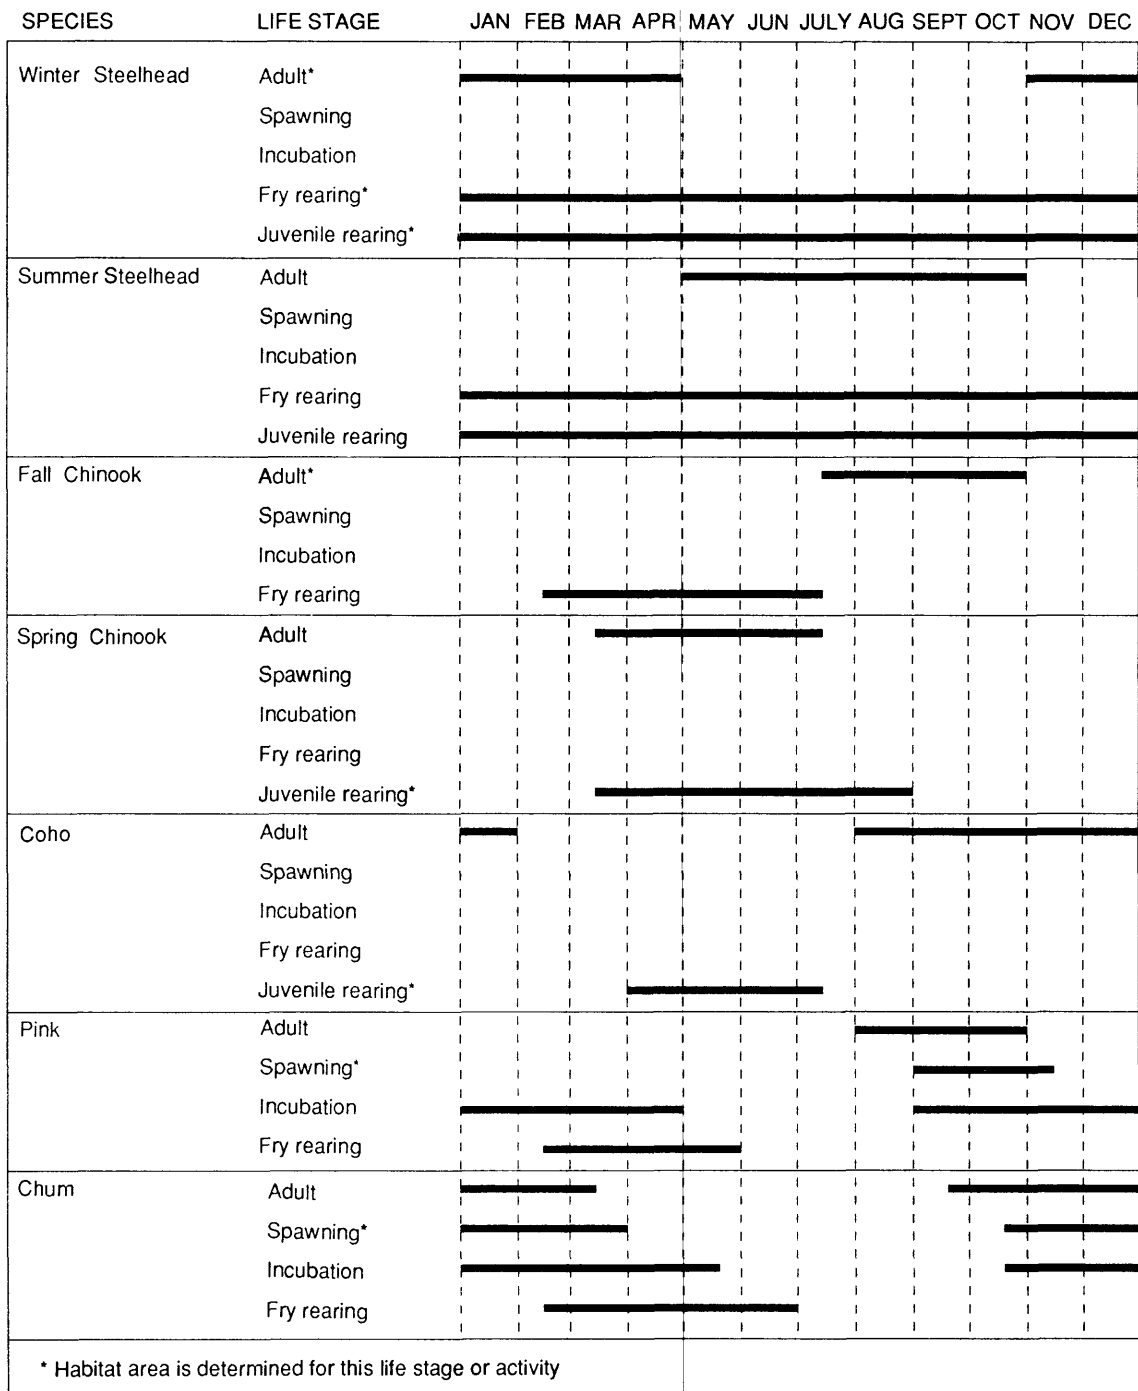 SPECIES LIFE STAGE JAN FEB MAR APR MAY JUN JULY AUG SEPT OCT NOV DEC
Winter Steelhead Adult*
Spawning
Incubation
Fry rearing*
Juvenile rearing*
Summer Steelhead Adult
Spawning
Incubation
Fry rearing
Juvenile rearing
Fall Chinook Adult*
Spawning
Incubation
Fry rearing
Spring Chinook Adult
Spawning
Incubation
Fry rearing
Juvenile rearing*
Coho Adult
Spawning
Incubation
Fry rearing
Juvenile rearing*
Pink Adult
Spawning*
Incubation
Fry rearing
Chum Adult
Spawning*
Incubation
Fry rearing
* Habitat area is determined for this life stage or activity